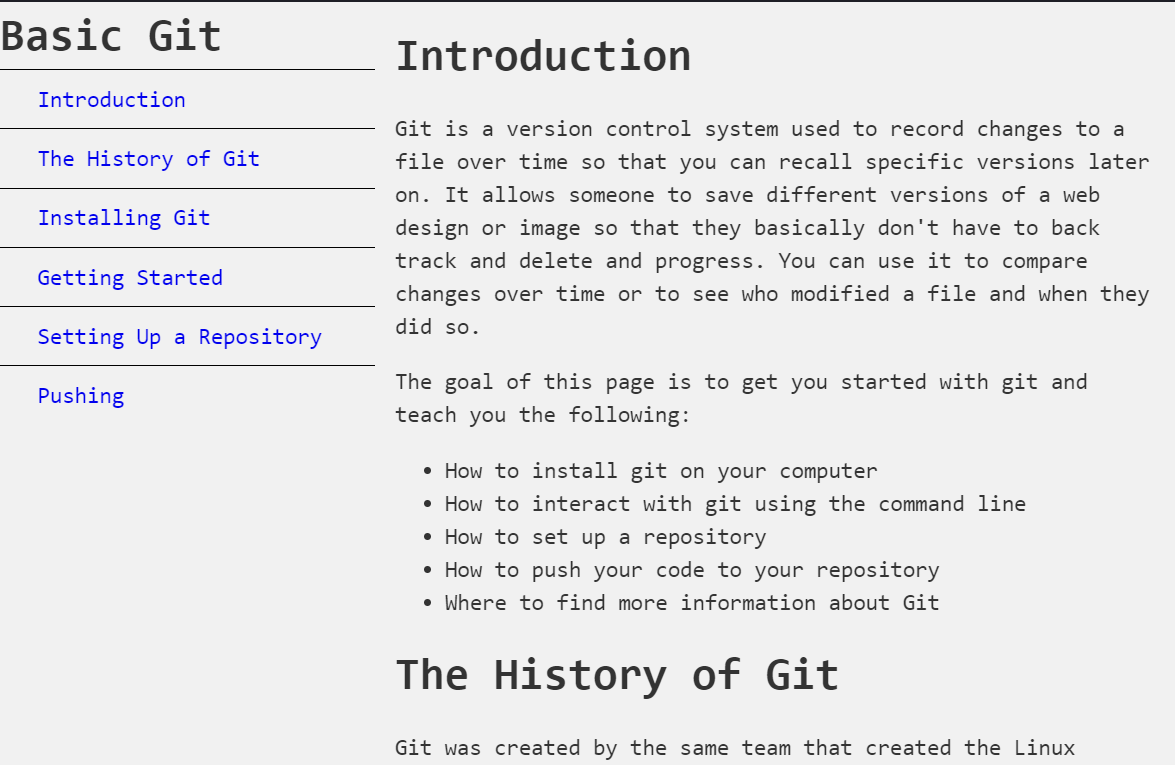 Basic Git
Introduction
The History of Git
Installing Git
Getting Started
Setting Up a Repository
Pushing
Introduction
Git is a version control system used to record changes to a
file over time so that you can recall specific versions later
on. It allows someone to save different versions of a web
design or image so that they basically don't have to back
track and delete and progress. You can use it to compare
changes over time or to see who modified a file and when they
did so.
The goal of this page is to get you started with git and
teach you the following:
• How to install git on your computer
• How to interact with git using the command line
• How to set up a repository
• How to push your code to your repository
• Where to find more information about Git
The History of Git
Git was created by the same team that created the Linux